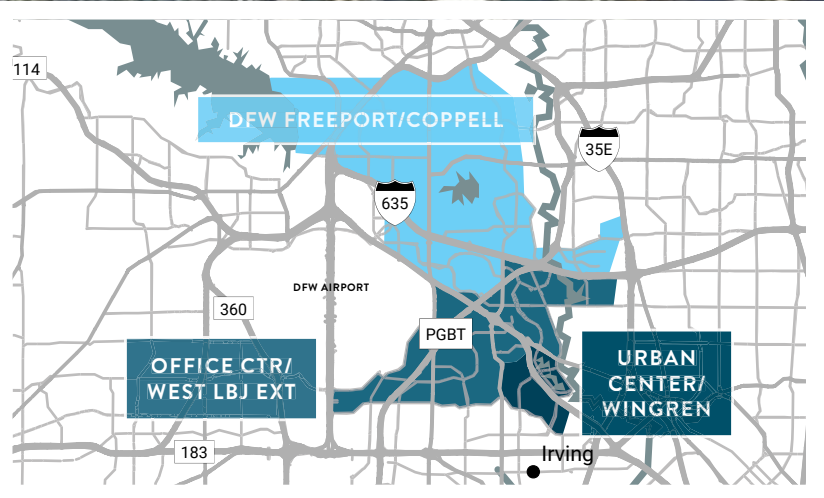 114
DFW FREEPORT/COPPELL
35E
635
DFW AIRPORT
360
PGBT
OFFICE CTR/
WEST LBJ EXT
URBAN
CENTER/
WINGREN
183
Irving